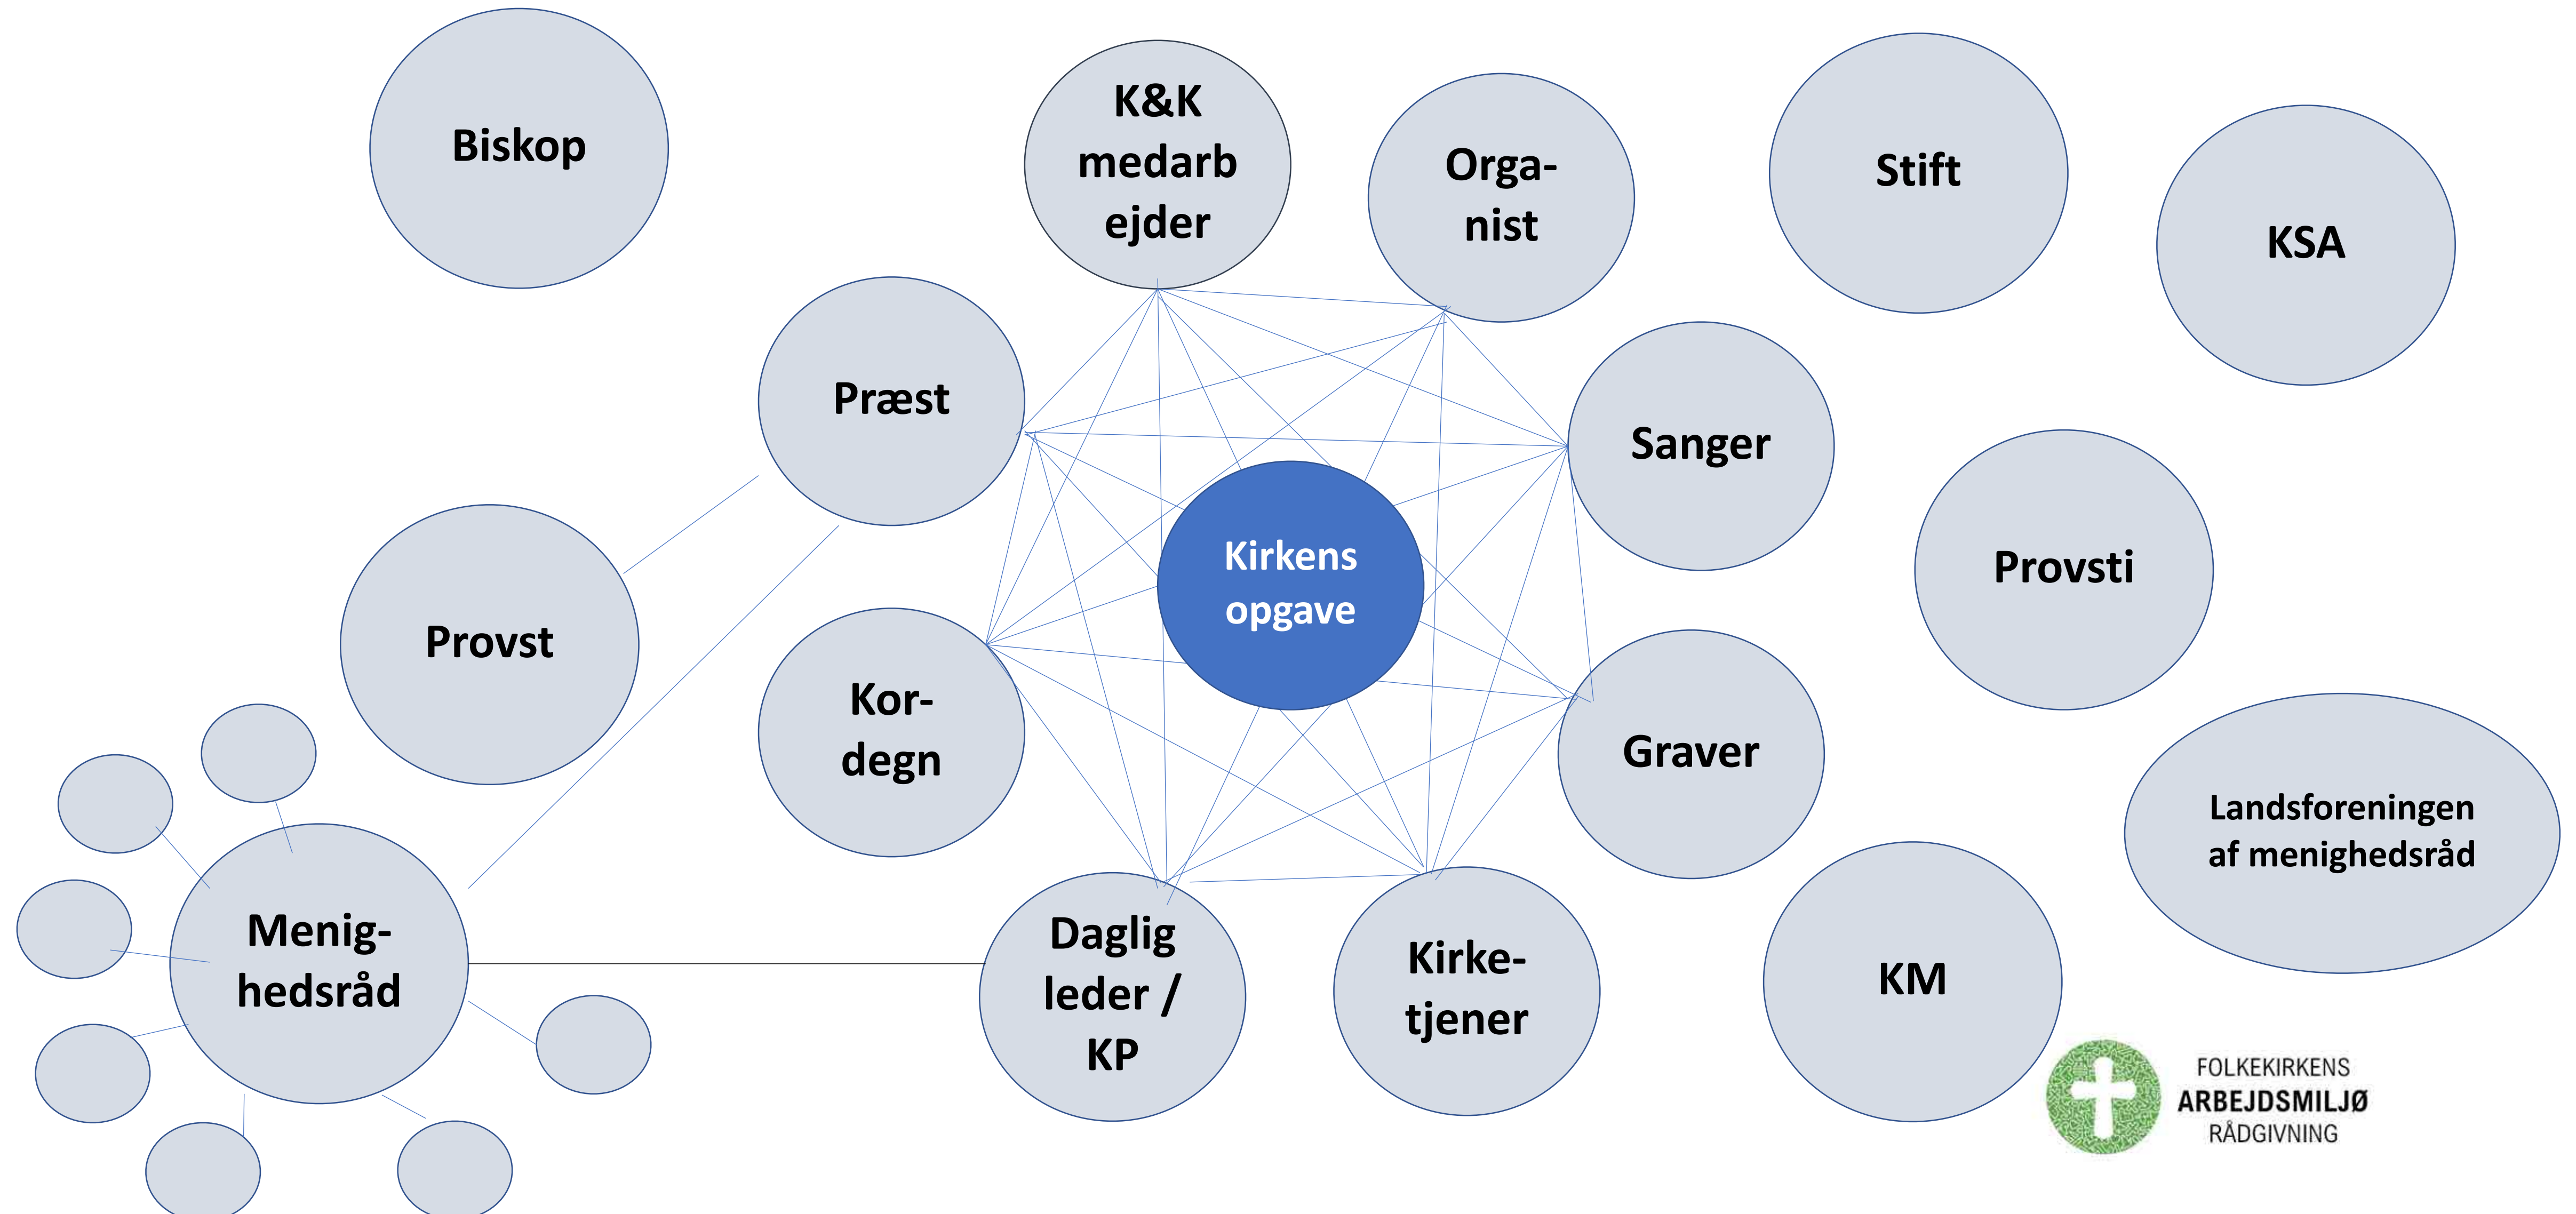 Biskop
K&K
medarb
ejder
Orga-
nist
Stift
KSA
Præst
Sanger
Kirkens
opgave
Provsti
Provst
Kor-
degn
Graver
Landsforeningen
af menighedsråd
Menig-
hedsråd
Daglig
leder /
KP
Kirke-
tjener
KM
FOLKEKIRKENS
ARBEJDSMILJØ
RÅDGIVNING